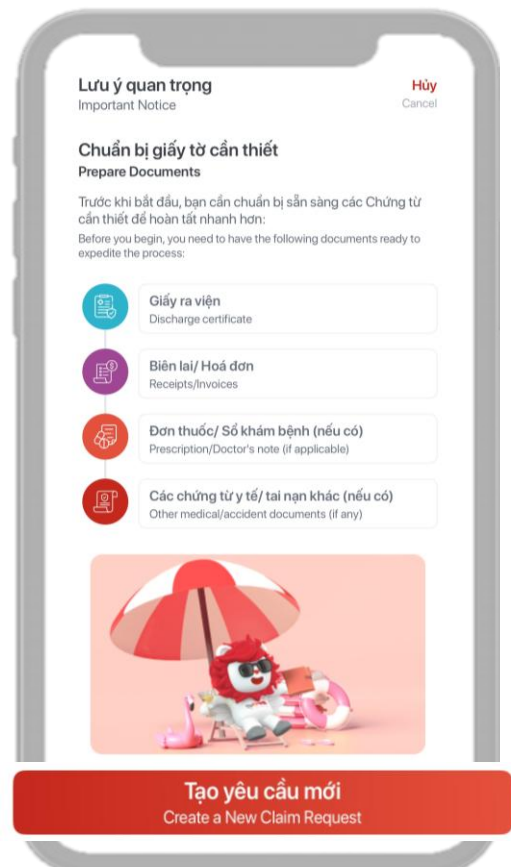 Lưu ý quan trọng
Hủy
Important Notice
Cancel
Chuẩn bị giấy tờ cần thiết
Prepare Documents
Trước khi bắt đầu, bạn cần chuẩn bị sẵn sàng các Chứng từ
cần thiết để hoàn tất nhanh hơn:
Before you begin, you need to have the following documents ready to
expedite the process:
Giấy ra viện
Discharge certificate
Biên lai/ Hoá đơn
Receipts/Invoices
Đơn thuốc/ Sổ khám bệnh (nếu có)
Prescription/Doctor's note (if applicable)
Các chứng từ y tế/ tai nạn khác (nếu có)
Other medical/accident documents (if any)
Tạo yêu cầu mới
Create a New Claim Request